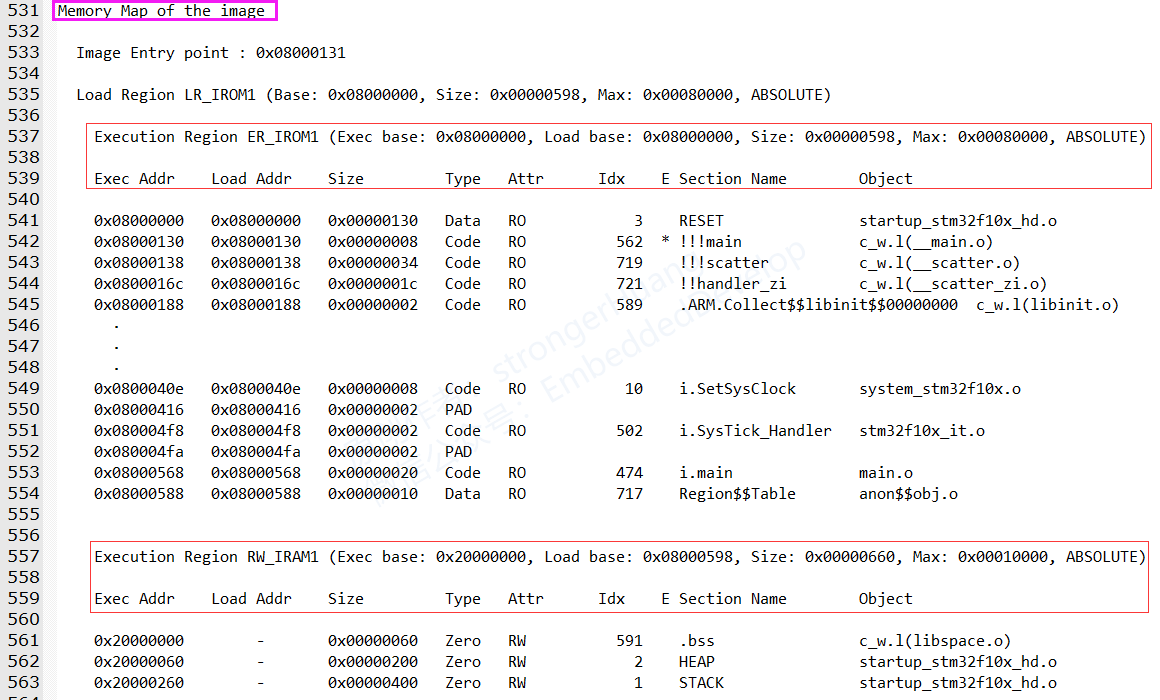 531 Memory Map of the image
532
533 Image Entry point : 0x08000131
534
535 Load Region LR_IROM1 (Base: 0x08000000, Size: 0x00000598, Max: 0x00080000, ABSOLUTE)
536
537 Execution Region ER_IROM1 (Exec base: 0x08000000, Load base: 0x08000000, Size: 0x00000598, Max: 0x00080000, ABSOLUTE)
538
539 Exec Addr Load Addr Size Type Attr Idx E Section Name Object
540
541 0x08000000 0x08000000 0x00000130 Data RO 3 RESET startup_stm32f10x_hd.o
542 0x08000130 0x08000130 0x00000008 Code RO 562 * !!!main c_w.l(__main.o)
543 0x08000138 0x08000138 0x00000034 Code RO 719 !!!scatter c_w.l(__scatter.o)
544 0x0800016c 0x0800016c 0x0000001c Code RO 721 !!handler_zi c_w.l(__scatter_zi.o)
545 0x08000188 0x08000188 0x00000002 Code RO 589 .ARM.Collect$$libinit$$00000000 c_w.l(libinit.o)
546 .
547 .
548 .
549 0x0800040e 0x0800040e 0x00000008 Code RO 10 i.SetSysClock system_stm32f10x.o
550 0x08000416 0x08000416 0x00000002 PAD
551 0x080004f8 0x080004f8 0x00000002 Code RO 502 i.SysTick_Handler stm32f10x_it.o
552 0x080004fa 0x080004fa 0x00000002 PAD
553 0x08000568 0x08000568 0x00000020 Code RO 474 i.main main.o
554 0x08000588 0x08000588 0x00000010 Data RO 717 Region$$Table anon$$obj.o
555
556
557 Execution Region RW_IRAM1 (Exec base: 0x20000000, Load base: 0x08000598, Size: 0x00000660, Max: 0x00010000, ABSOLUTE)
558
559 Exec Addr Load Addr Size Type Attr Idx E Section Name Object
560
561 0x20000000 - 0x00000060 Zero RW 591 .bss c_w.l(libspace.o)
562 0x20000060 - 0x00000200 Zero RW 2 HEAP startup_stm32f10x_hd.o
563 0x20000260 - 0x00000400 Zero RW 1 STACK startup_stm32f10x_hd.o